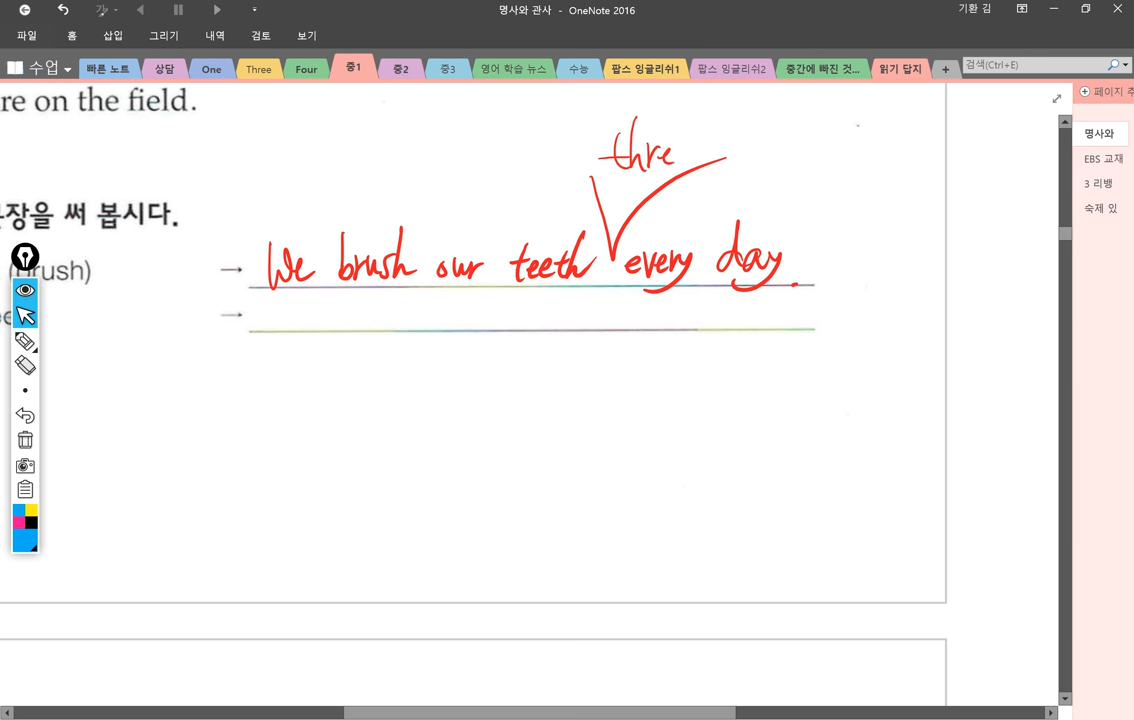 명사와 관사 - OneNote 2016
기환 김
파일 홈 삽입 그리기 내역 검토 보기
수업 빠른 노트 상담 One Three Four 중1 중2 중3 영어 학습 뉴스 수능 팝스 잉글리쉬1 팝스 잉글리쉬2 중간에 빠진 것... 읽기 답지 + 검색(Ctrl+E)
페이지 추
명사와
EBS 교재
3 리뱅
숙제 있
re on the field.
thre
장을 써 봅시다.
rush) → We brush our teeth every day.
→